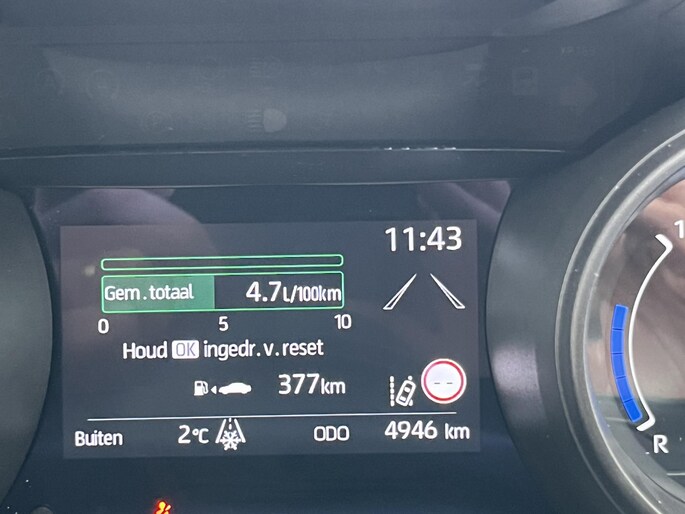 11:43
Gem.totaal 4.7L/100km
0 5 10
Houd OK ingedr.v.reset
377km
--
Buiten 2°C ODO 4946 km
1
R